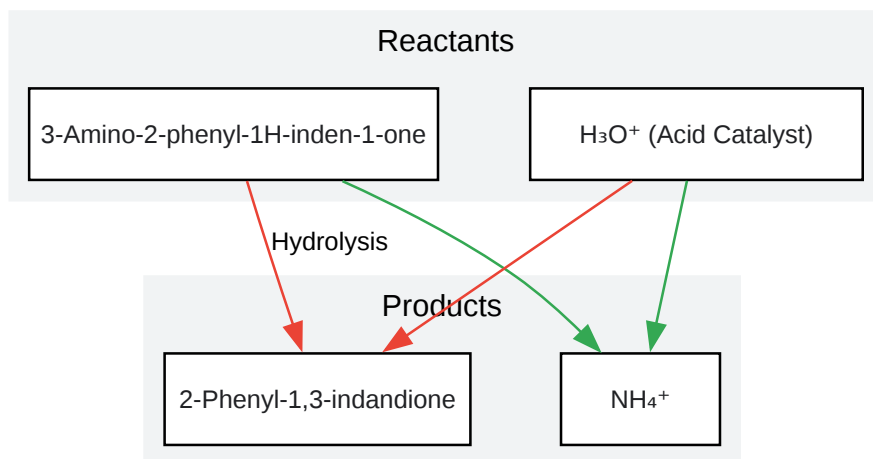 Reactants
3-Amino-2-phenyl-1H-inden-1-one
H₃O⁺ (Acid Catalyst)
Hydrolysis
Products
2-Phenyl-1,3-indandione
NH₄⁺